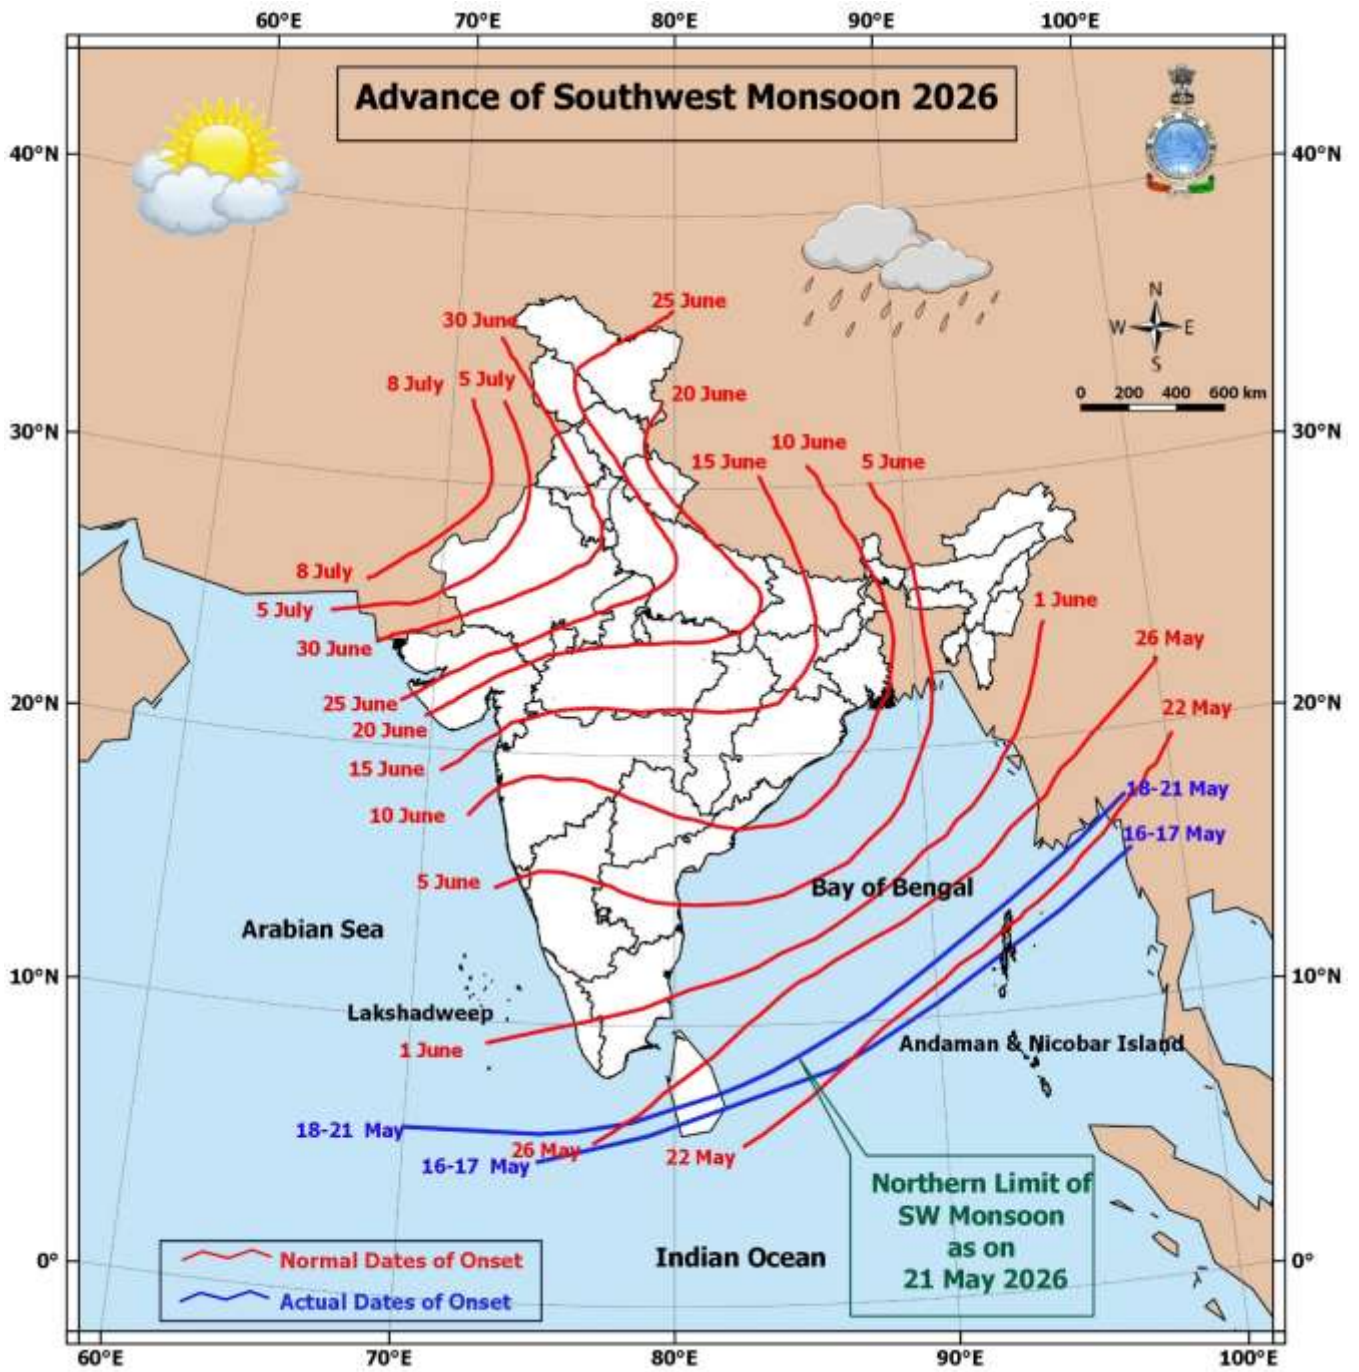 60°E 70°E 80°E 90°E 100°E
Advance of Southwest Monsoon 2026
40°N 40°N
N
W E
S
0 200 400 600 km
25 June
30 June
8 July 5 July
20 June
30°N 30°N
10 June
15 June 5 June
8 July
5 July
1 June
30 June
26 May
25 June
20°N 22 May 20°N
20 June
15 June
18-21 May
10 June
16-17 May
5 June
Bay of Bengal
Arabian Sea
10°N 10°N
Lakshadweep
1 June
Andaman & Nicobar Island
18-21 May
26 May
16-17 May
22 May
Northern Limit of
SW Monsoon
as on
21 May 2026
Indian Ocean
0° 0°
Normal Dates of Onset
Actual Dates of Onset
60°E 70°E 80°E 90°E 100°E